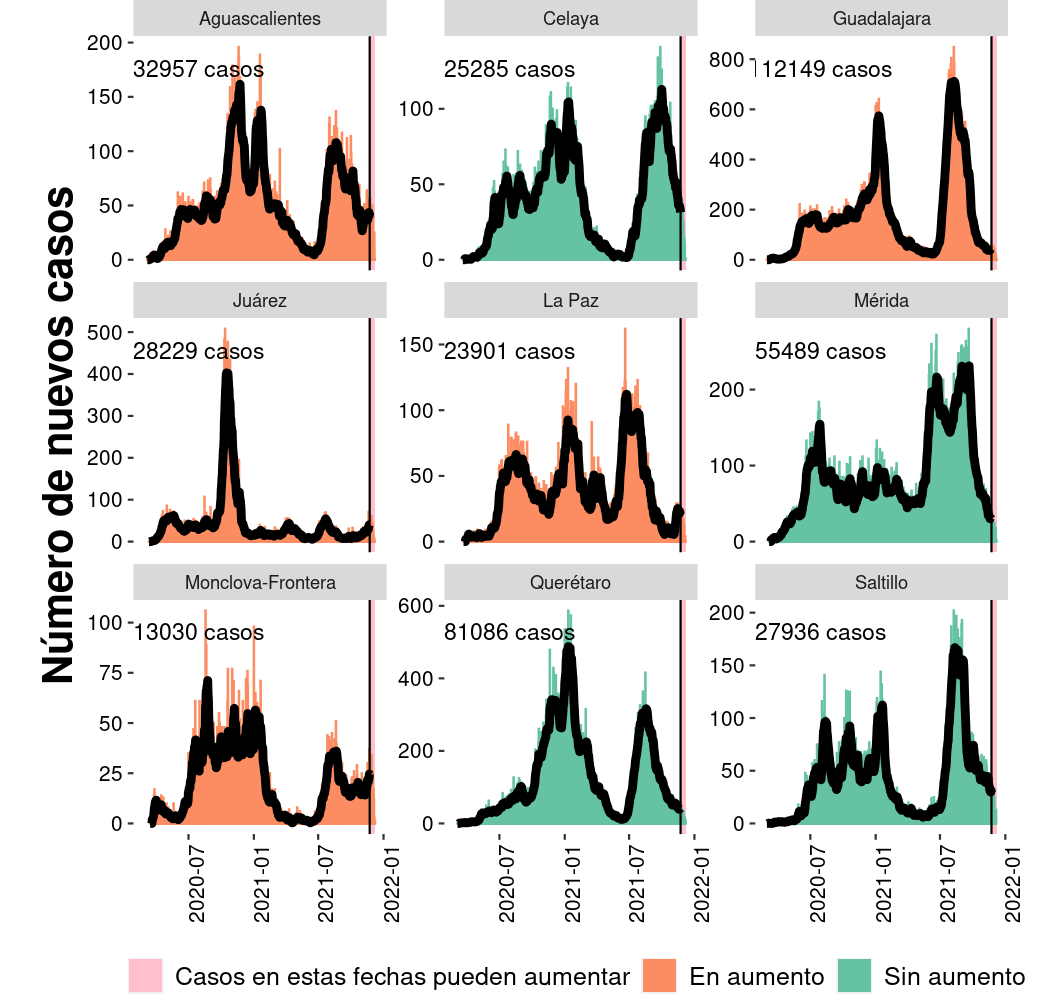 Número de nuevos casos
Aguascalientes
Celaya
Guadalajara
200
150
100
50
0
32957 casos
100
50
0
25285 casos
800
600
400
200
0
112149 casos
Juárez
La Paz
Mérida
500
400
300
200
100
0
28229 casos
150
100
50
0
23901 casos
200
100
0
55489 casos
Monclova-Frontera
Querétaro
Saltillo
100
75
50
25
0
13030 casos
600
400
200
0
81086 casos
200
150
100
50
0
27936 casos
2020-07
2021-01
2021-07
2022-01
2020-07
2021-01
2021-07
2022-01
2020-07
2021-01
2021-07
2022-01
Casos en estas fechas pueden aumentar
En aumento
Sin aumento